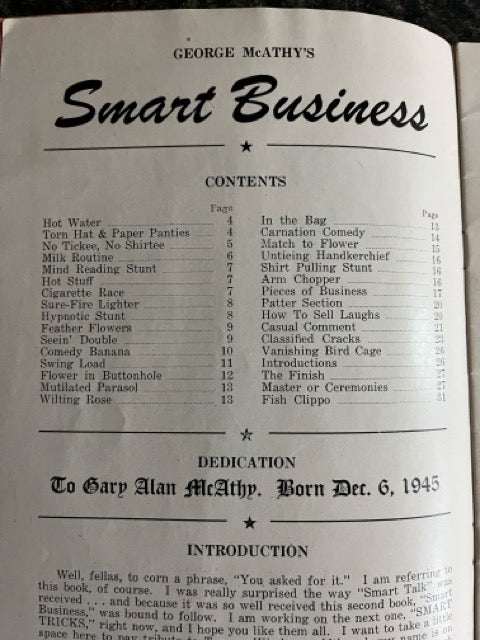 GEORGE McATHY'S
Smart Business
CONTENTS
Page
Hot Water 4
Torn Hat & Paper Panties 4
No Tickee, No Shirtee 5
Milk Routine 6
Mind Reading Stunt 7
Hot Stuff 7
Cigarette Race 7
Sure-Fire Lighter 8
Hypnotic Stunt 8
Feather Flowers 9
Seein' Double 9
Comedy Banana 10
Swing Load 11
Flower in Buttonhole 12
Mutilated Parasol 13
Wilting Rose 13
Page
In the Bag 13
Carnation Comedy 14
Match to Flower 15
Unticing Handkerchief 16
Shirt Pulling Stunt 16
Arm Chopper 16
Pieces of Business 17
Patter Section 20
How To Sell Laughs 20
Casual Comment 21
Classified Cracks 23
Vanishing Bird Cage 26
Introductions 26
The Finish 27
Master or Ceremonies 27
Fish Clippo 31
DEDICATION
To Gary Alan McAthy. Born Dec. 6, 1945
INTRODUCTION
Well, fellas, to corn a phrase, "You asked for it." I am referring to
this book, of course. I was really surprised the way "Smart Talk" was
received . . . and because it was so well received this second book, "Smart
Business," was bound to follow. I am working on the next one, "SMART
TRICKS," right now, and I hope you like them all. I want to take a little
space here to pay tribute to